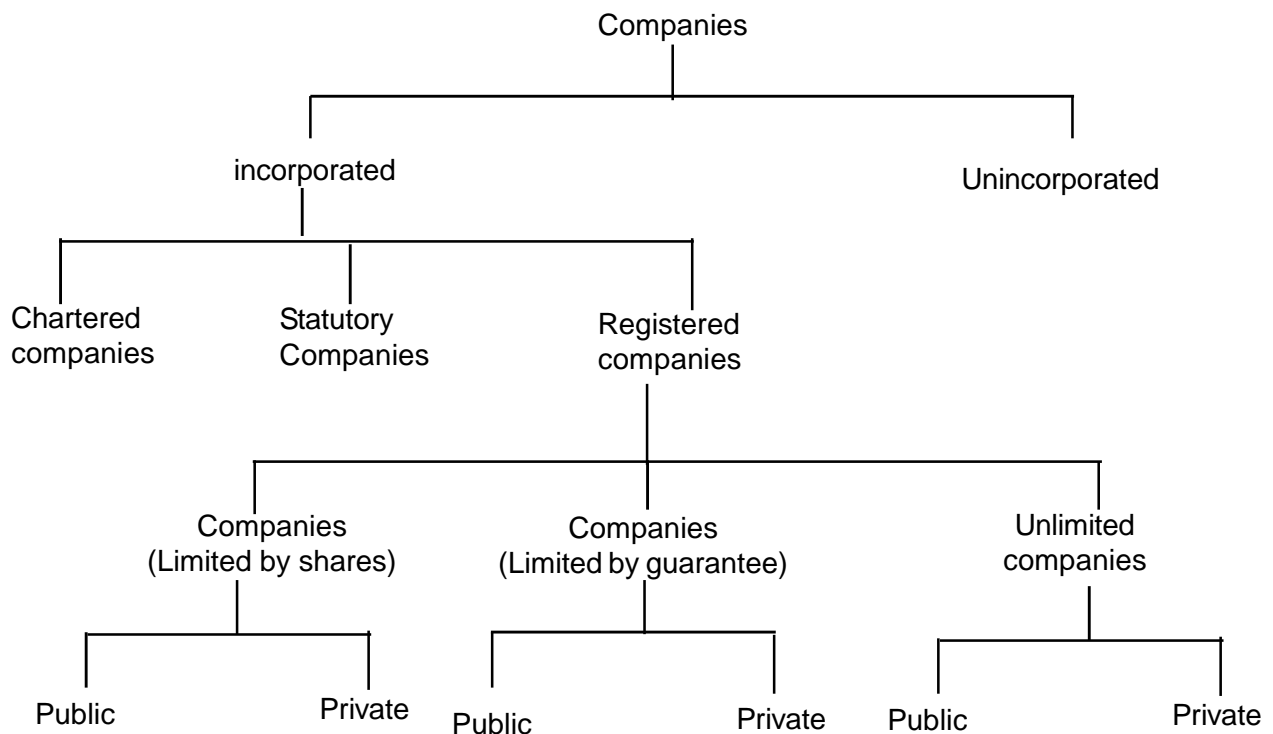 Companies
incorporated
Unincorporated
Chartered
companies
Statutory
Companies
Registered
companies
Companies
(Limited by shares)
Companies
(Limited by guarantee)
Unlimited
companies
Public
Private
Public
Private
Public
Private